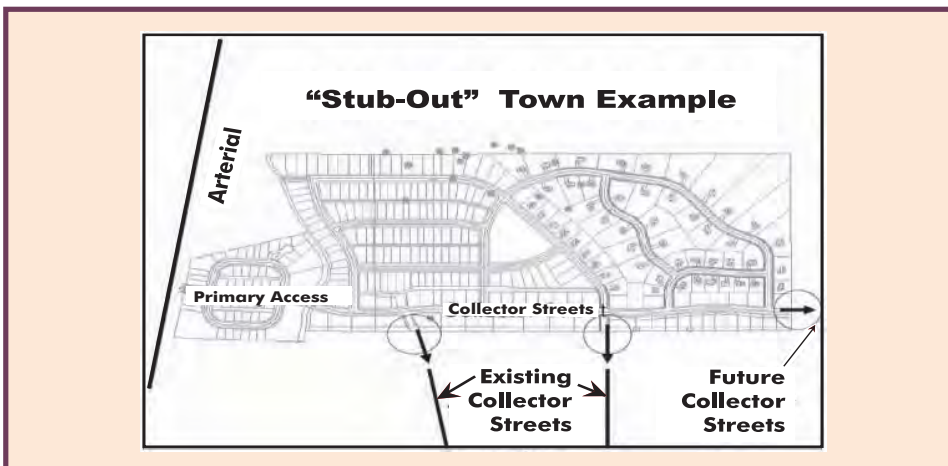 “Stub-Out” Town Example
Arterial
Primary Access
Collector Streets
Existing
Collector
Streets
Future
Collector
Streets